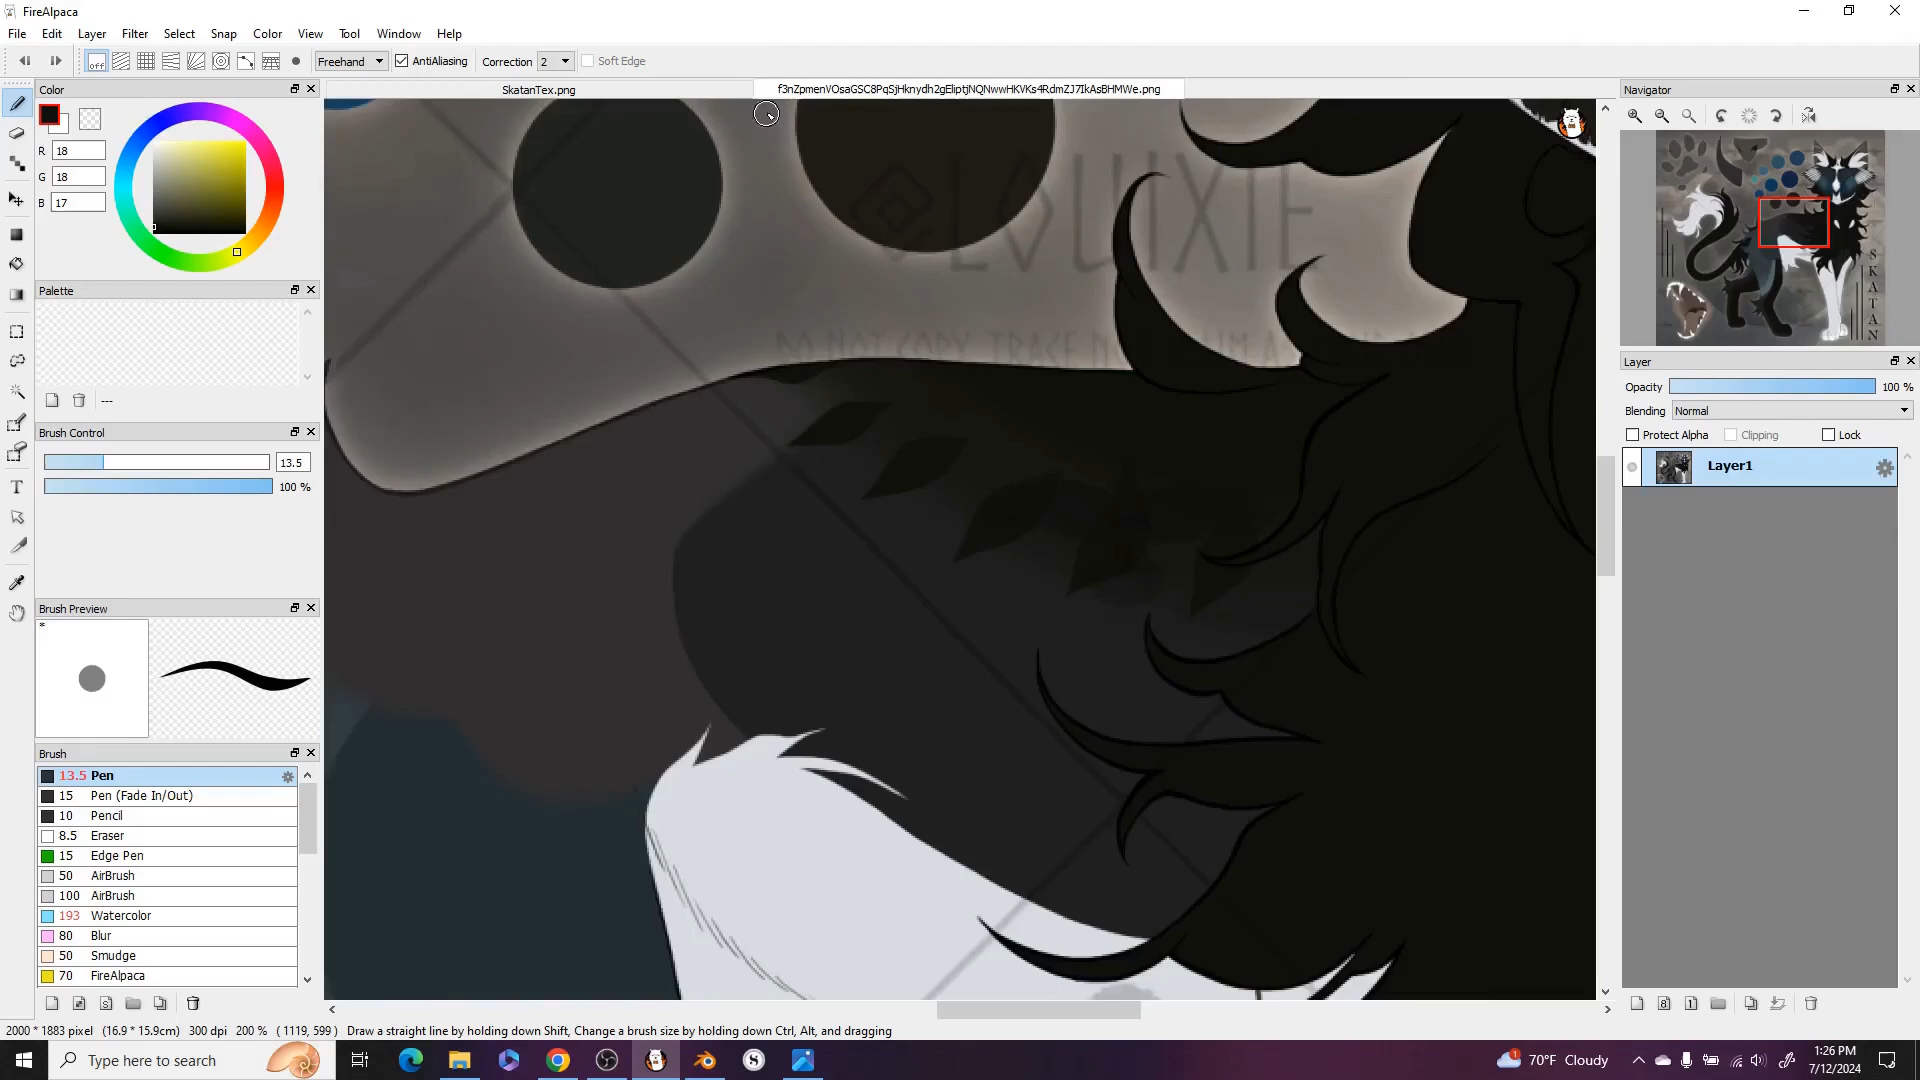 FireAlpaca
File Edit Layer Filter Select Snap Color View Tool Window Help
off Freehand AntiAliasing Correction 2 Soft Edge
Color
SkatanTex.png
f3nZpmenVOsaGSC8PqSjHknydh2gEliptjNQNwwHKVKs4RdmZJ7IkAsBHMWe.png
Navigator
R 18
G 18
B 17
@LOUIXIE
DO NOT COPY, TRACE
SKATAN
Palette
---
Layer
Opacity 100 %
Blending Normal
Protect Alpha Clipping Lock
Layer1
Brush Control
13.5
100 %
Brush Preview
*
Brush
13.5 Pen
15 Pen (Fade In/Out)
10 Pencil
8.5 Eraser
15 Edge Pen
50 AirBrush
100 AirBrush
193 Watercolor
80 Blur
50 Smudge
70 FireAlpaca
2000 * 1883 pixel (16.9 * 15.9cm) 300 dpi 200 % ( 1119, 599 ) Draw a straight line by holding down Shift, Change a brush size by holding down Ctrl, Alt, and dragging
Type here to search
1 70°F Cloudy
1:26 PM
7/12/2024